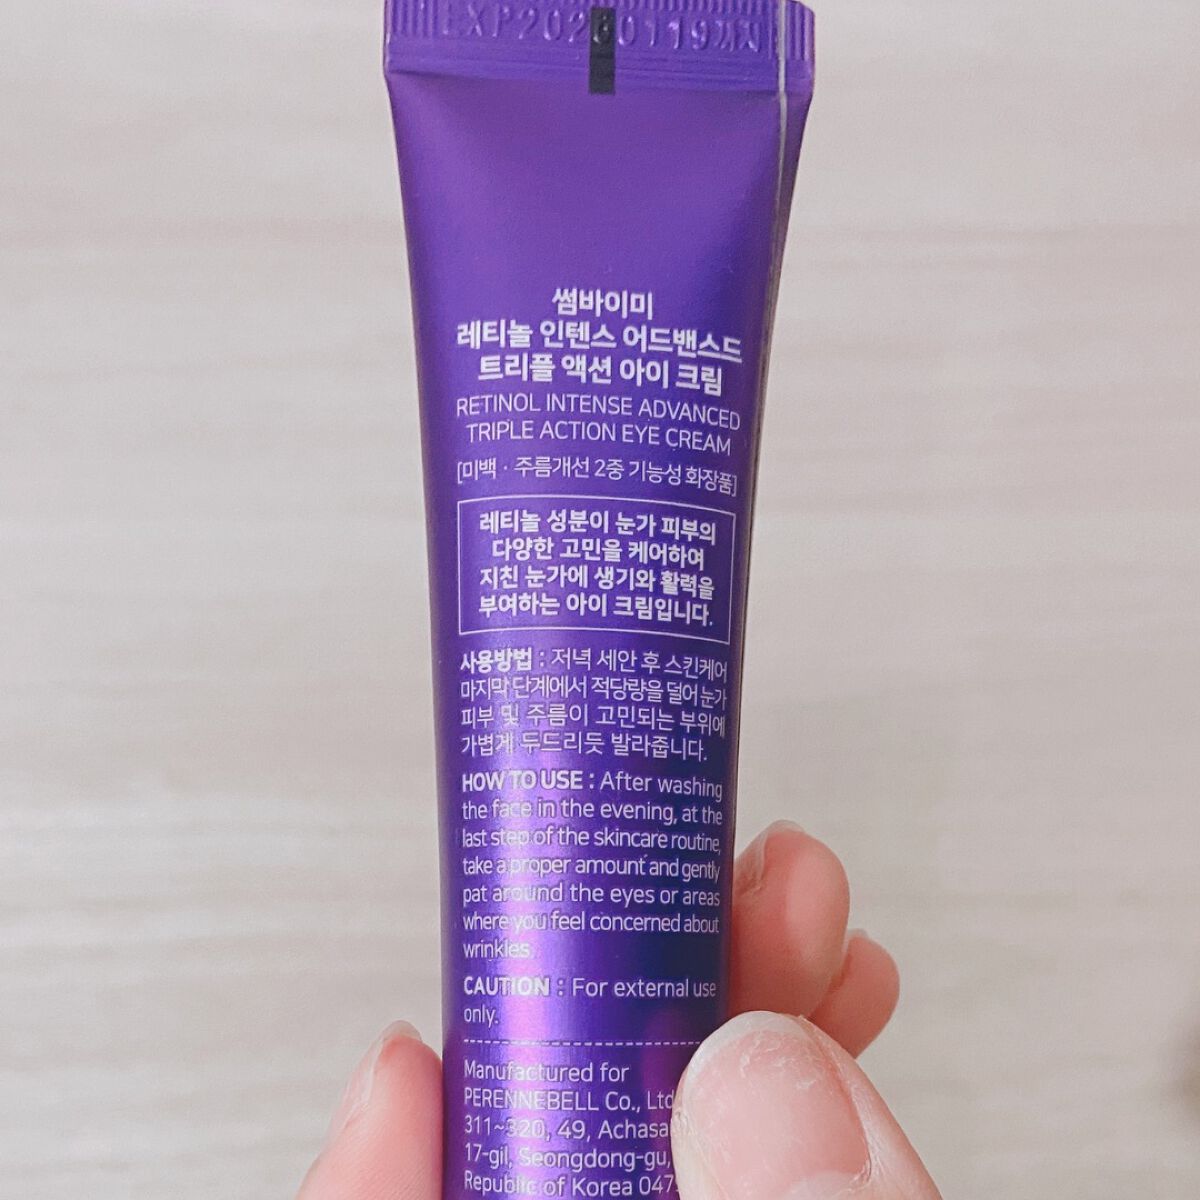 썸바이미
레티놀 인텐스 어드밴스드
트리플 액션 아이 크림
RETINOL INTENSE ADVANCED
TRIPLE ACTION EYE CREAM
[미백 · 주름개선 2중 기능성 화장품]
레티놀 성분이 눈가 피부의
다양한 고민을 케어하여
지친 눈가에 생기와 활력을
부여하는 아이 크림입니다.
사용방법 : 저녁 세안 후 스킨케어
마지막 단계에서 적당량을 덜어 눈가
피부 및 주름이 고민되는 부위에
가볍게 두드리듯 발라줍니다.
HOW TO USE : After washing
the face in the evening, at the
last step of the skincare routine,
take a proper amount and gently
pat around the eyes or areas
where you feel concerned about
wrinkles.
CAUTION : For external use
only.
Manufactured for
PERENNEBELL Co., Ltd
311~320, 49,
17-gil, Seongdong-gu,
Republic of Korea